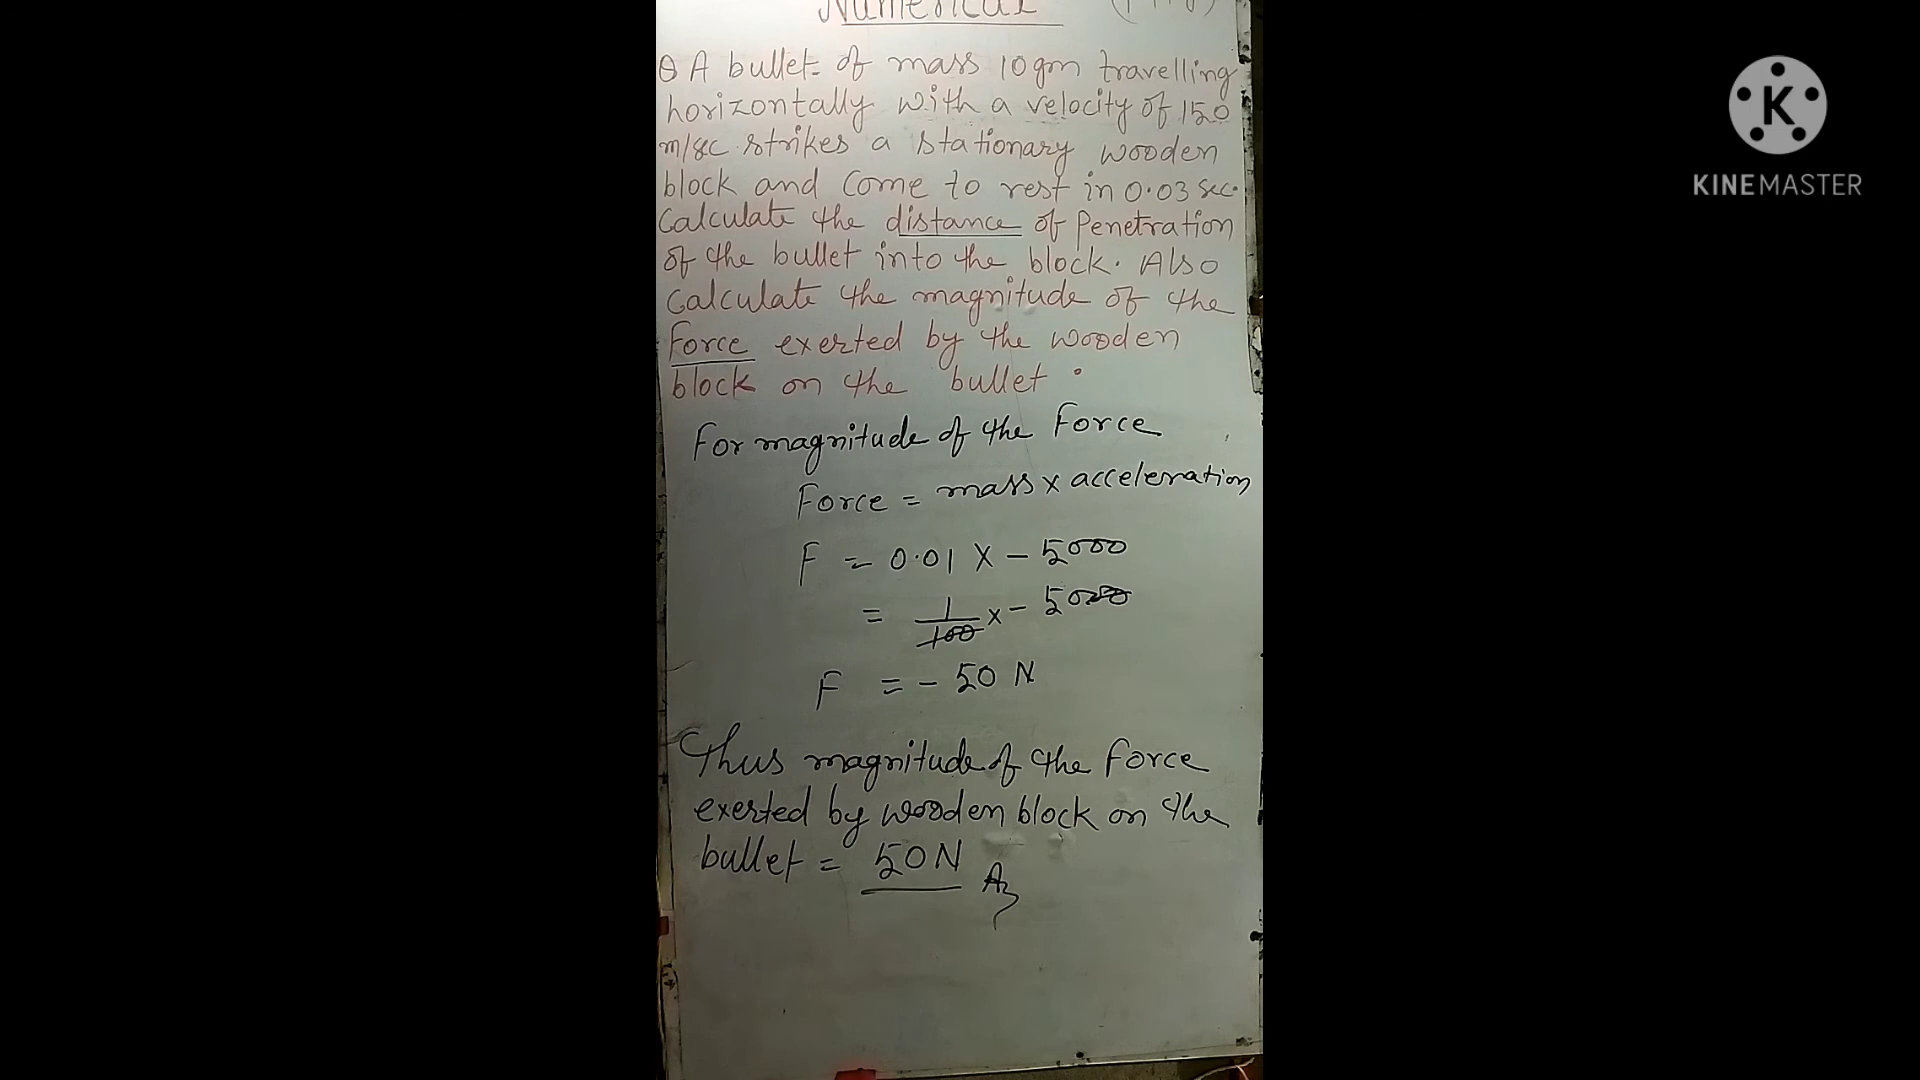 Numerical
Q A bullet of mass 10gm travelling
horizontally with a velocity of 150
m/sec strikes a stationary wooden
block and come to rest in 0.03 sec.
Calculate the distance of Penetration
of the bullet into the block. Also
Calculate the magnitude of the
Force exerted by the wooden
block on the bullet.
For magnitude of the Force
Force = mass x acceleration
F = 0.01 X - 5000
= 1/100 x - 5000
F = - 50 N
Thus magnitude of the Force
exerted by wooden block on the
bullet = 50N
KINEMASTER